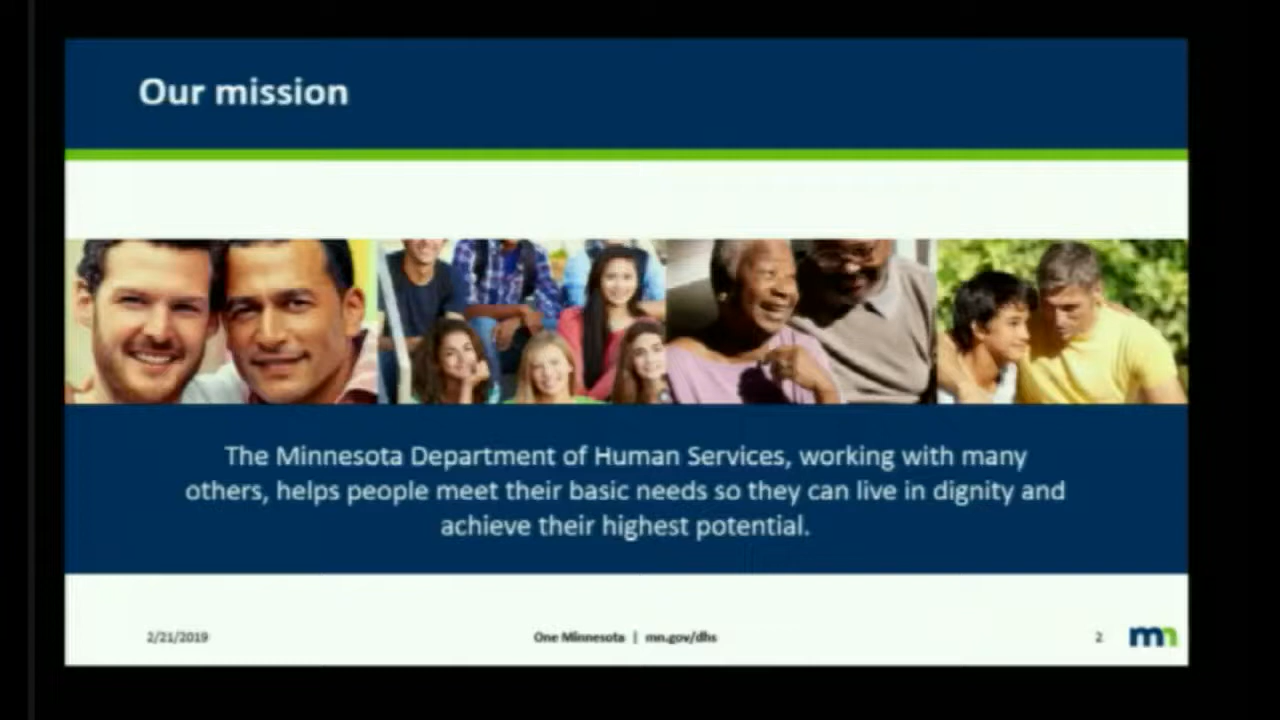 Our mission
The Minnesota Department of Human Services, working with many
others, helps people meet their basic needs so they can live in dignity and
achieve their highest potential.
2/21/2019
One Minnesota | mn.gov/dhs
2
mn